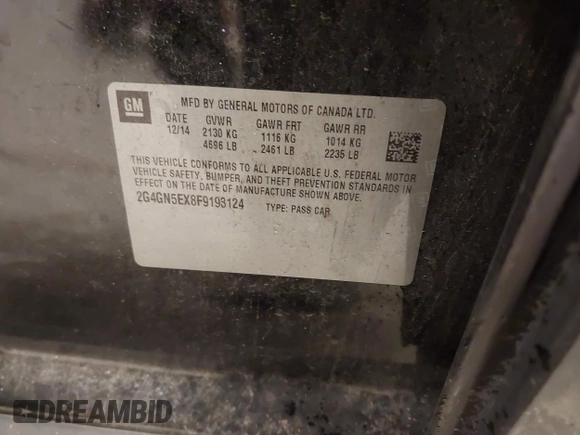 GM
MFD BY GENERAL MOTORS OF CANADA LTD.
DATE GVWR GAWR FRT GAWR RR
12/14 2130 KG 1116 KG 1014 KG
4696 LB 2461 LB 2235 LB
THIS VEHICLE CONFORMS TO ALL APPLICABLE U.S. FEDERAL MOTOR
VEHICLE SAFETY, BUMPER, AND THEFT PREVENTION STANDARDS IN
EFFECT ON THE DATE OF MANUFACTURE SHOWN ABOVE.
2G4GN5EX8F9193124 TYPE: PASS CAR
DREAMBID